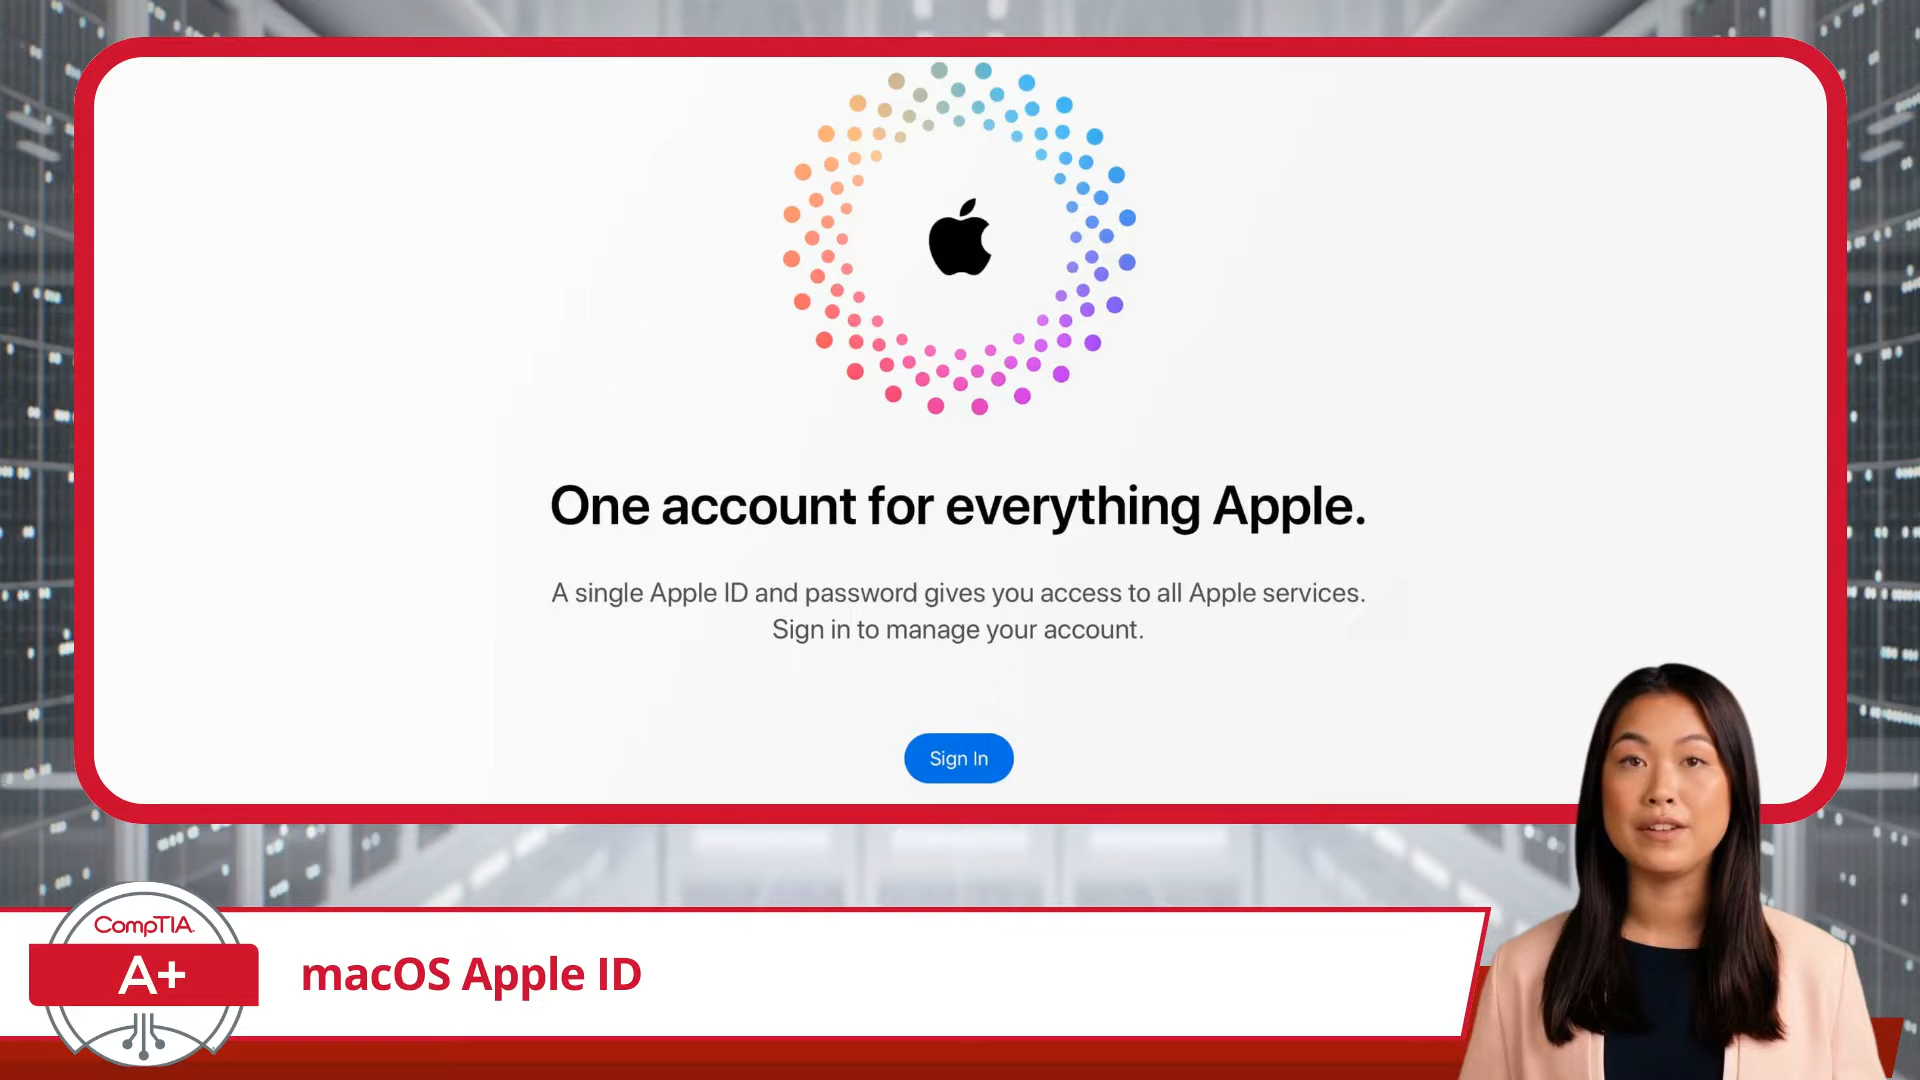 One account for everything Apple.
A single Apple ID and password gives you access to all Apple services.
Sign in to manage your account.
Sign In
CompTIA.
A+
macOS Apple ID